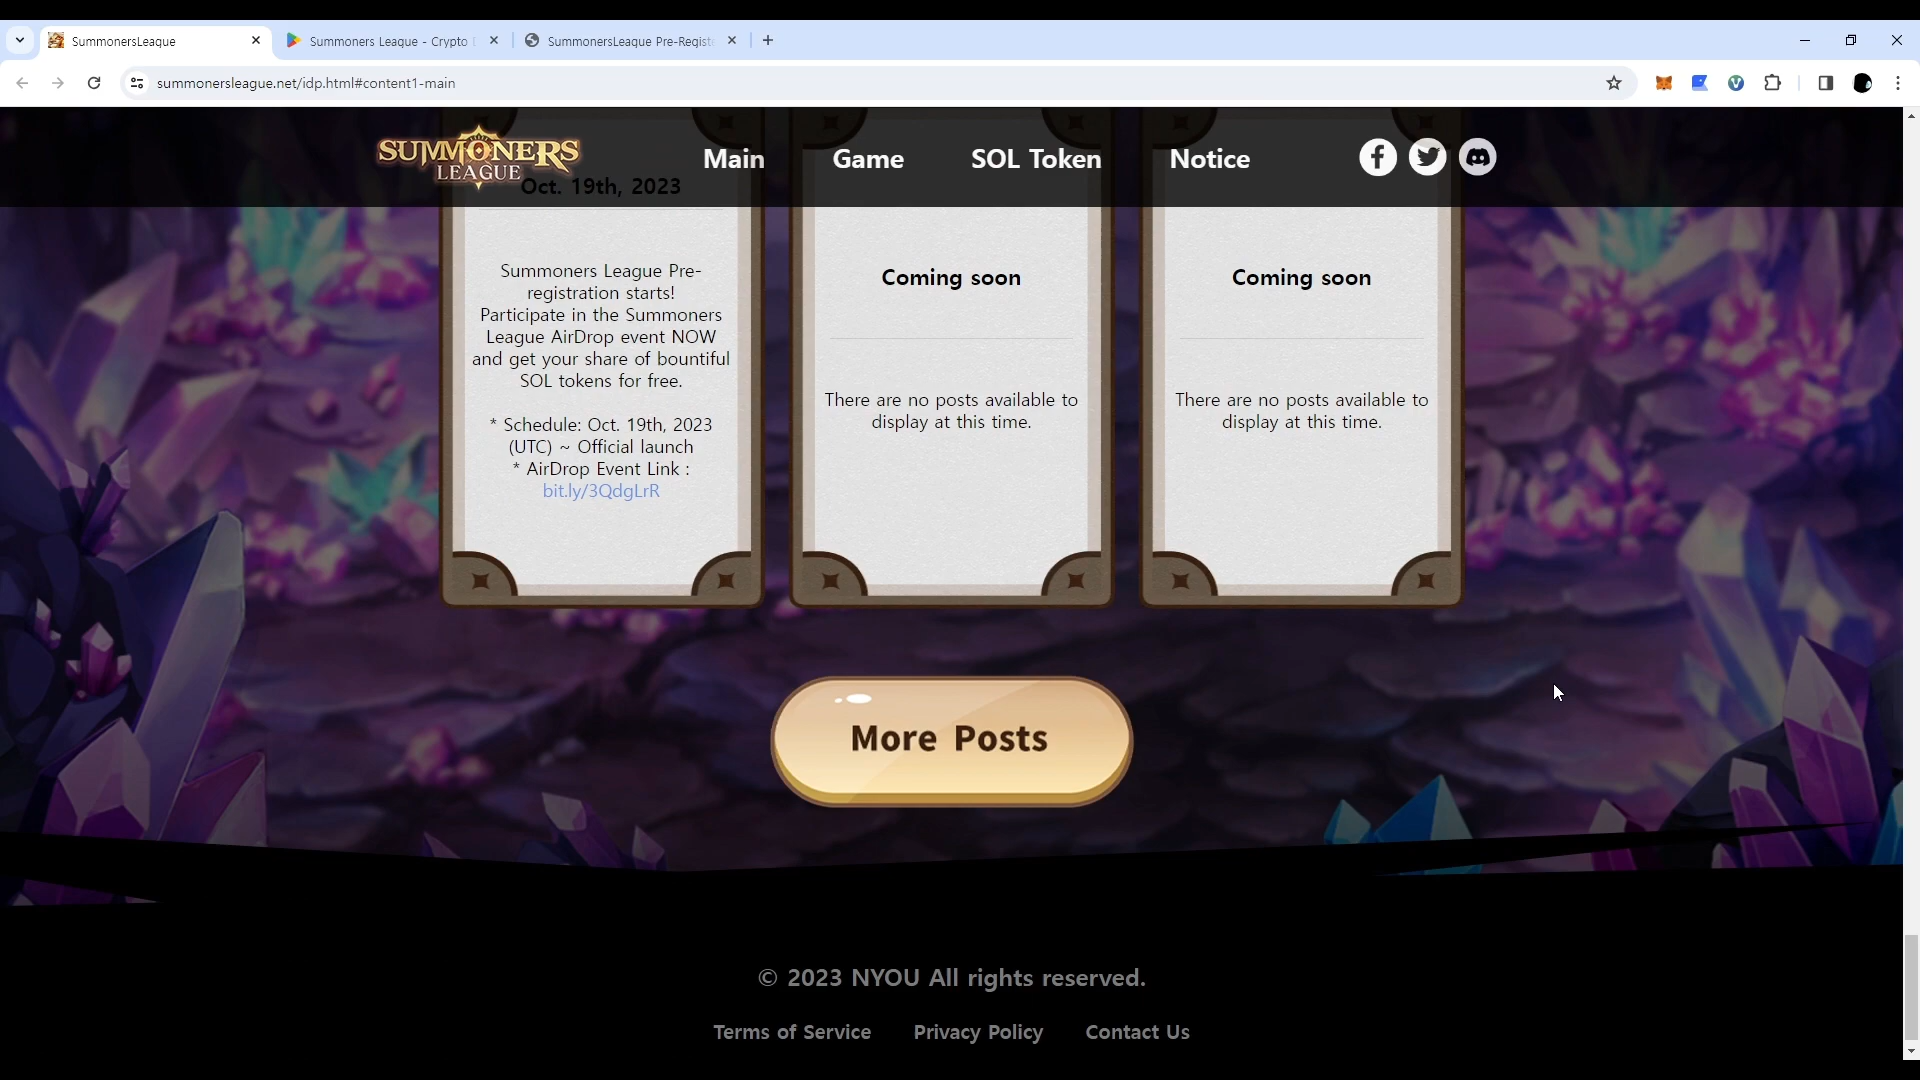 SummonersLeague
Summoners League - Crypto
SummonersLeague Pre-Regist
summonersleague.net/idp.html#content1-main
SUMMONERS
LEAGUE
Main
Game
SOL Token
Notice
Oct. 19th, 2023
Summoners League Pre-
registration starts!
Participate in the Summoners
League AirDrop event NOW
and get your share of bountiful
SOL tokens for free.
* Schedule: Oct. 19th, 2023
(UTC) ~ Official launch
* AirDrop Event Link :
bit.ly/3QdgLrR
Coming soon
There are no posts available to
display at this time.
Coming soon
There are no posts available to
display at this time.
More Posts
© 2023 NYOU All rights reserved.
Terms of Service
Privacy Policy
Contact Us